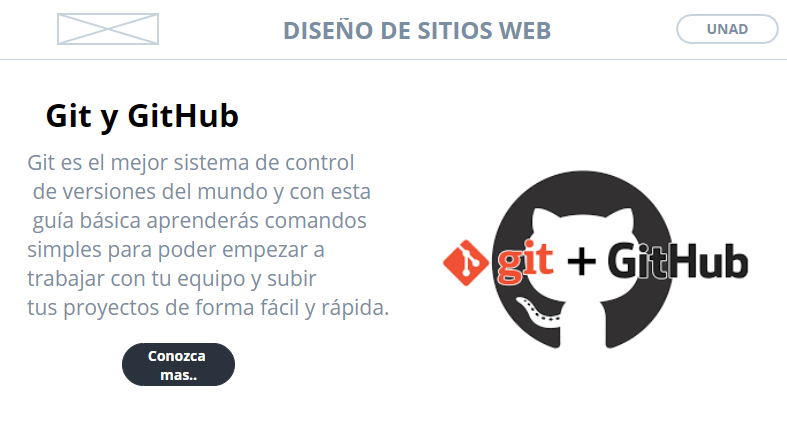 DISEÑO DE SITIOS WEB
UNAD
Git y GitHub
Git es el mejor sistema de control
de versiones del mundo y con esta
guía básica aprenderás comandos
simples para poder empezar a
trabajar con tu equipo y subir
tus proyectos de forma fácil y rápida.
git + GitHub
Conozca
mas..